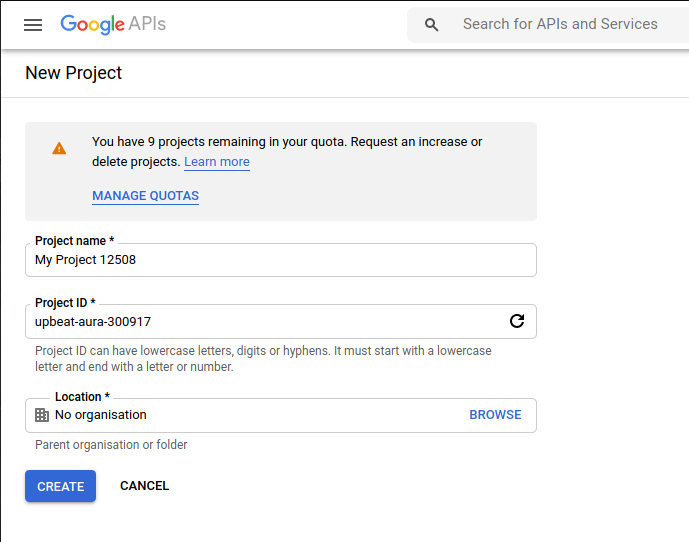 Google APIs
Search for APIs and Services
New Project
You have 9 projects remaining in your quota. Request an increase or
delete projects. Learn more
MANAGE QUOTAS
Project name *
My Project 12508
Project ID *
upbeat-aura-300917
Project ID can have lowercase letters, digits or hyphens. It must start with a lowercase
letter and end with a letter or number.
Location *
No organisation
BROWSE
Parent organisation or folder
CREATE
CANCEL